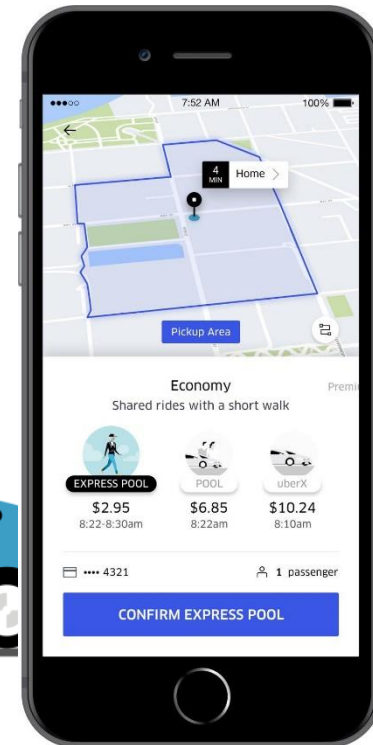 7:52 AM
100%
4 MIN
Home
Pickup Area
Economy
Premi
Shared rides with a short walk
EXPRESS POOL
POOL
uberX
$2.95
$6.85
$10.24
8:22-8:30am
8:22am
8:10am
•••• 4321
1 passenger
CONFIRM EXPRESS POOL